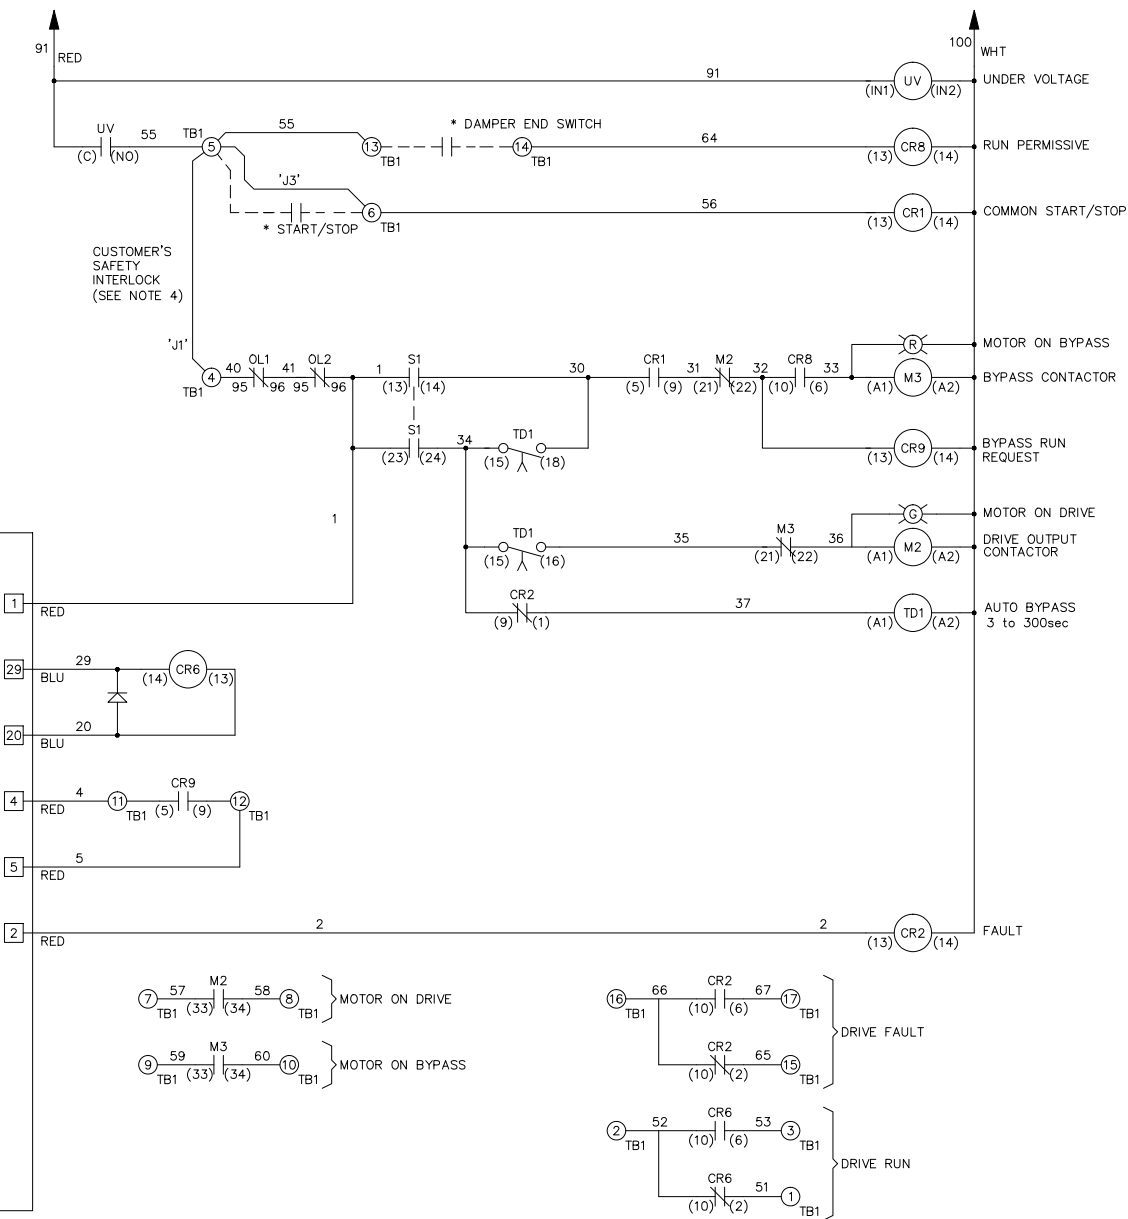 91
RED
100
WHT
91
UV
(IN1)
(IN2)
UNDER VOLTAGE
UV
(C)
(NO)
55
TB1
5
55
13
TB1
* DAMPER END SWITCH
14
TB1
64
CR8
(13)
(14)
RUN PERMISSIVE
'J3'
* START/STOP
6
TB1
56
CR1
(13)
(14)
COMMON START/STOP
CUSTOMER'S
SAFETY
INTERLOCK
(SEE NOTE 4)
'J1'
4
TB1
40
OL1
95
96
41
OL2
95
96
1
S1
(13)
(14)
30
CR1
(5)
(9)
31
M2
(21)
(22)
32
CR8
(10)
(6)
33
R
MOTOR ON BYPASS
M3
(A1)
(A2)
BYPASS CONTACTOR
S1
(23)
(24)
34
TD1
(15)
(18)
CR9
(13)
(14)
BYPASS RUN
REQUEST
1
TD1
(15)
(16)
35
M3
(21)
(22)
36
G
MOTOR ON DRIVE
M2
(A1)
(A2)
DRIVE OUTPUT
CONTACTOR
1
RED
CR2
(9)
(1)
37
TD1
(A1)
(A2)
AUTO BYPASS
3 to 300sec
29
BLU
29
CR6
(14)
(13)
20
BLU
20
4
RED
4
11
TB1
CR9
(5)
(9)
12
TB1
5
RED
5
2
RED
2
2
CR2
(13)
(14)
FAULT
7
TB1
57
M2
(33)
(34)
58
8
TB1
MOTOR ON DRIVE
9
TB1
59
M3
(33)
(34)
60
10
TB1
MOTOR ON BYPASS
16
TB1
66
CR2
(10)
(6)
67
17
TB1
CR2
(10)
(2)
65
15
TB1
DRIVE FAULT
2
TB1
52
CR6
(10)
(6)
53
3
TB1
CR6
(10)
(2)
51
1
TB1
DRIVE RUN